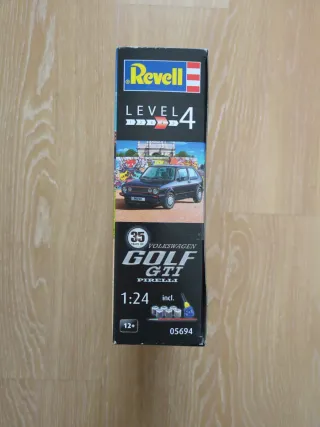 Revell
LEVEL 4
35
VOLKSWAGEN
GOLF
GTI
PIRELLI
1:24
incl.
12+
05694